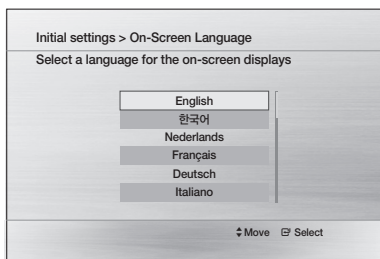 Initial settings > On-Screen Language
Select a language for the on-screen displays
English
한국어
Nederlands
Français
Deutsch
Italiano
Move Select